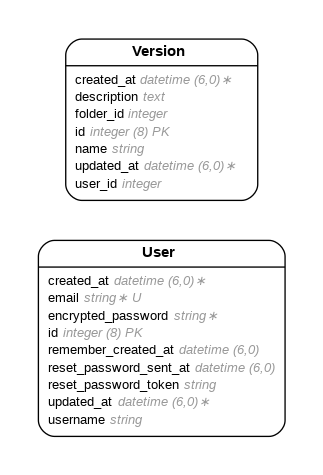 Version
created_at datetime (6,0)∗
description text
folder_id integer
id integer (8) PK
name string
updated_at datetime (6,0)∗
user_id integer
User
created_at datetime (6,0)∗
email string∗ U
encrypted_password string∗
id integer (8) PK
remember_created_at datetime (6,0)
reset_password_sent_at datetime (6,0)
reset_password_token string
updated_at datetime (6,0)∗
username string